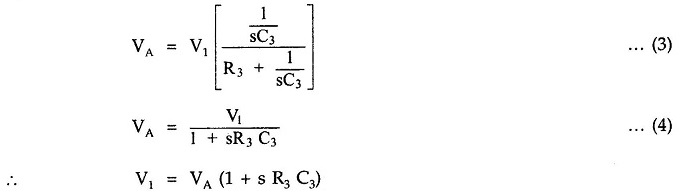 V_A = V_1 [ (1/sC_3) / (R_3 + 1/sC_3) ] ... (3)
V_A = V_1 / (1 + sR_3 C_3) ... (4)
∴ V_1 = V_A (1 + s R_3 C_3)